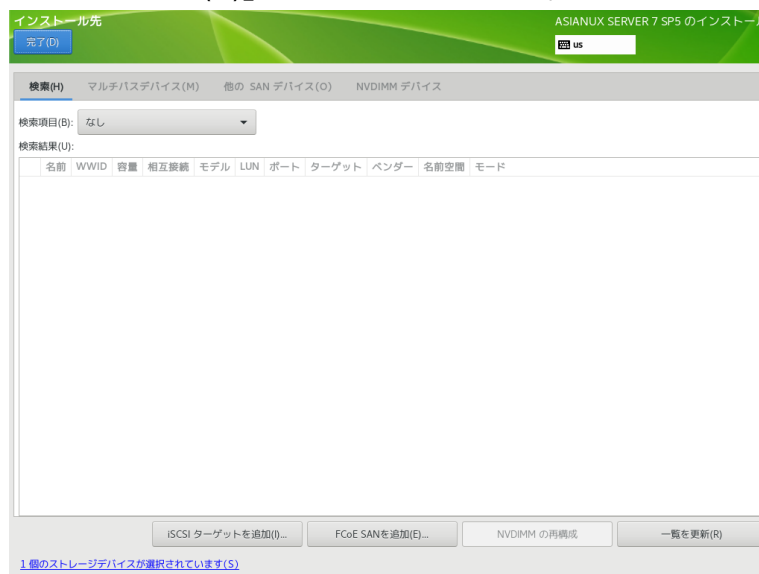 インストール先
ASIANUX SERVER 7 SP5 のインストール
完了(D)
us
検索(H) マルチパスデバイス(M) 他の SAN デバイス(O) NVDIMM デバイス
検索項目(B): なし
検索結果(U):
名前 WWID 容量 相互接続 モデル LUN ポート ターゲット ベンダー 名前空間 モード
iSCSI ターゲットを追加(I)... FCoE SANを追加(E)... NVDIMM の再構成 一覧を更新(R)
1 個のストレージデバイスが選択されています(S)